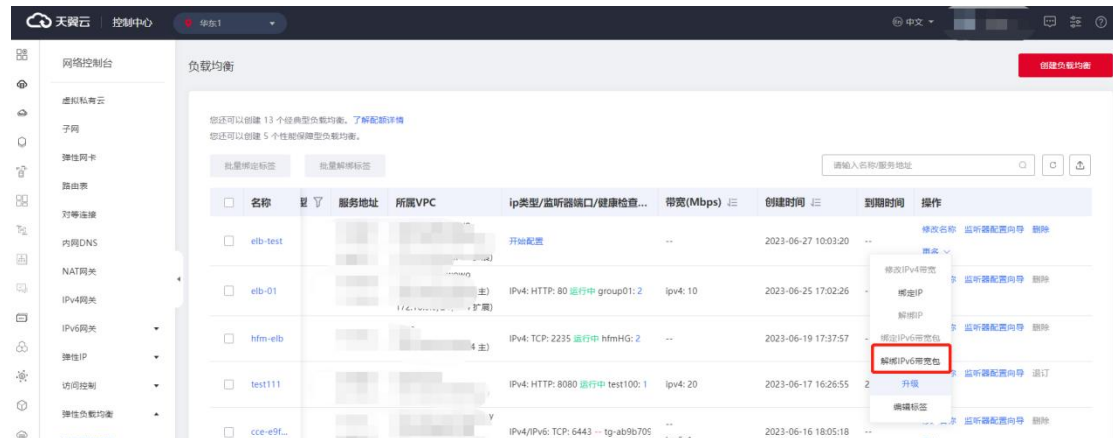 天翼云 控制中心 华东1 中文
网络控制台
虚拟私有云
子网
弹性网卡
路由表
对等连接
内网DNS
NAT网关
IPv4网关
IPv6网关
弹性IP
访问控制
弹性负载均衡
负载均衡 创建负载均衡
您还可以创建 13 个经典型负载均衡。了解配额详情
您还可以创建 5 个性能保障型负载均衡。
批量绑定标签 批量解绑标签 请输入名称/服务地址
名称 型 服务地址 所属VPC ip类型/监听器端口/健康检查... 带宽(Mbps) 创建时间 到期时间 操作
elb-test 开始配置 -- 2023-06-27 10:03:20 -- 修改名称 监听器配置向导 删除
更多
elb-01 主) IPv4: HTTP: 80 运行中 group01: 2 ipv4: 10 2023-06-25 17:02:26 监听器配置向导 删除
扩展)
hfm-elb 4 主) IPv4: TCP: 2235 运行中 hfmHG: 2 -- 2023-06-19 17:37:57 监听器配置向导 删除
test111 IPv4: HTTP: 8080 运行中 test100: 1 ipv4: 20 2023-06-17 16:26:55 2 监听器配置向导 退订
cce-e9f... IPv4/IPv6: TCP: 6443 -- tg-ab9b709 -- 2023-06-16 18:05:18 -- 监听器配置向导 删除
修改IPv4带宽
绑定IP
解绑IP
绑定IPv6带宽包
解绑IPv6带宽包
升级
编辑标签